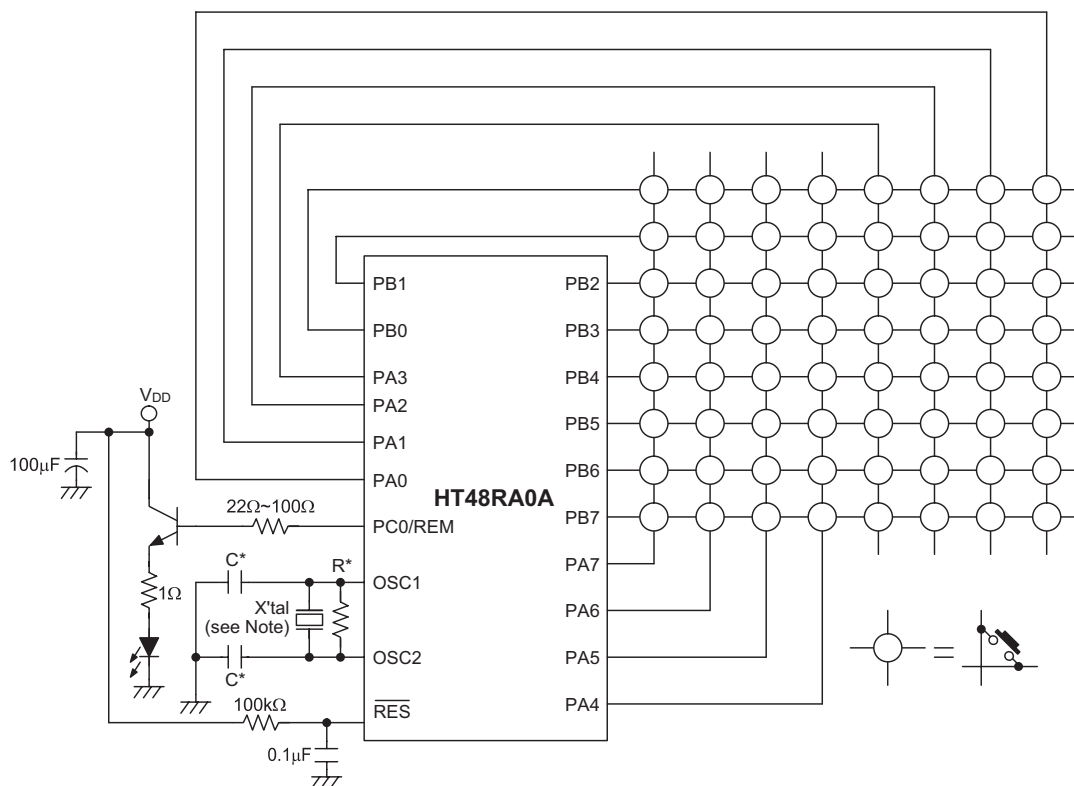 PB1
PB0
PA3
PA2
PA1
PA0
PC0/REM
OSC1
OSC2
RES
HT48RA0A
PB2
PB3
PB4
PB5
PB6
PB7
PA7
PA6
PA5
PA4
VDD
100μF
22Ω~100Ω
1Ω
C*
R*
X'tal
(see Note)
C*
100kΩ
0.1μF